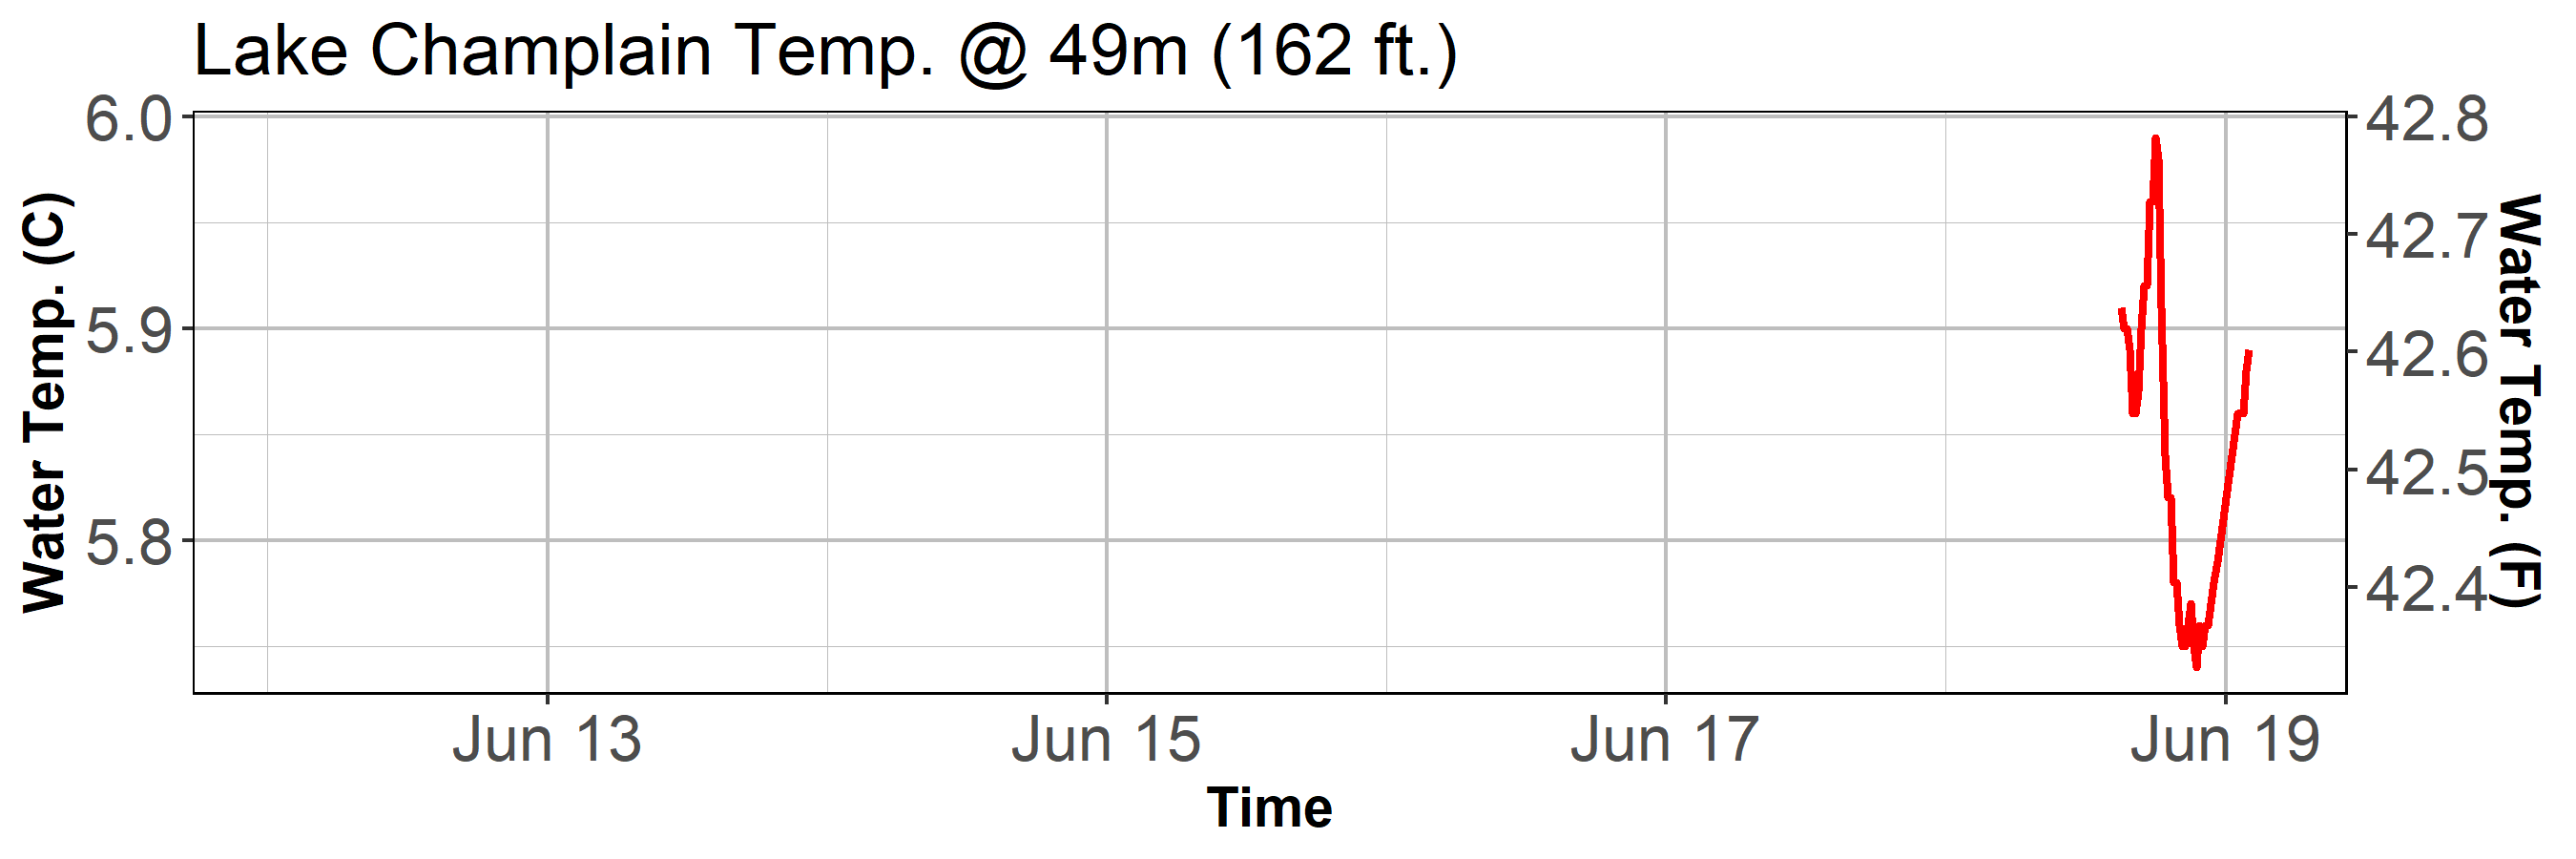 Lake Champlain Temp. @ 49m (162 ft.)
6.0
5.9
5.8
Water Temp. (C)
42.8
42.7
42.6
42.5
42.4
Water Temp. (F)
Jun 13
Jun 15
Jun 17
Jun 19
Time